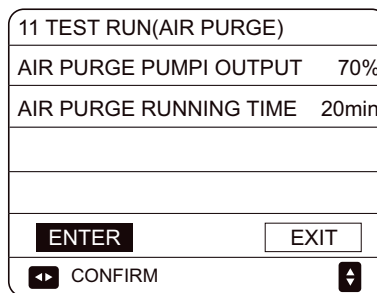 11 TEST RUN(AIR PURGE)
AIR PURGE PUMPI OUTPUT 70%
AIR PURGE RUNNING TIME 20min
ENTER EXIT
CONFIRM